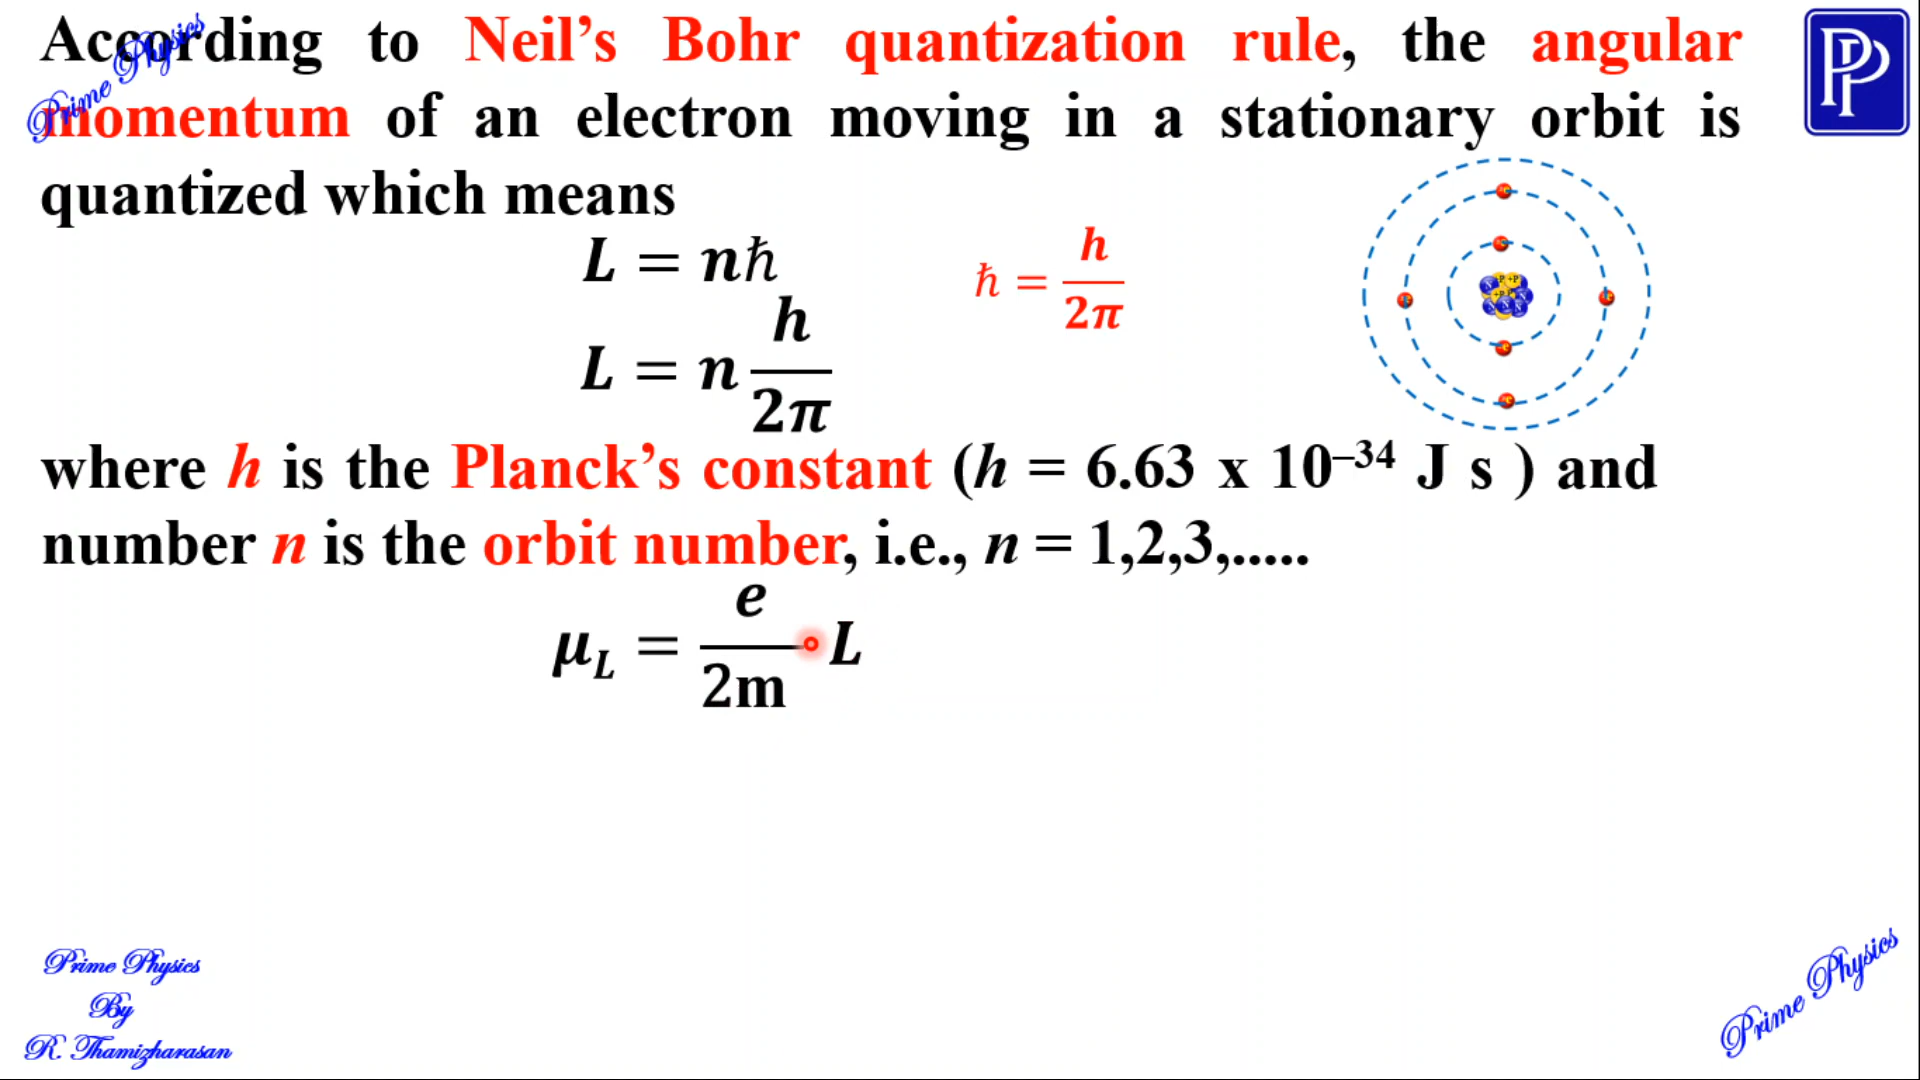 According to Neil's Bohr quantization rule, the angular
momentum of an electron moving in a stationary orbit is
quantized which means
L = nħ
ħ = h/2π
L = n h/2π
where h is the Planck's constant (h = 6.63 x 10⁻³⁴ J s ) and
number n is the orbit number, i.e., n = 1,2,3,.....
μ_L = e/2m L
Prime Physics
PP
Prime Physics
By
R. Thamizharasan
Prime Physics